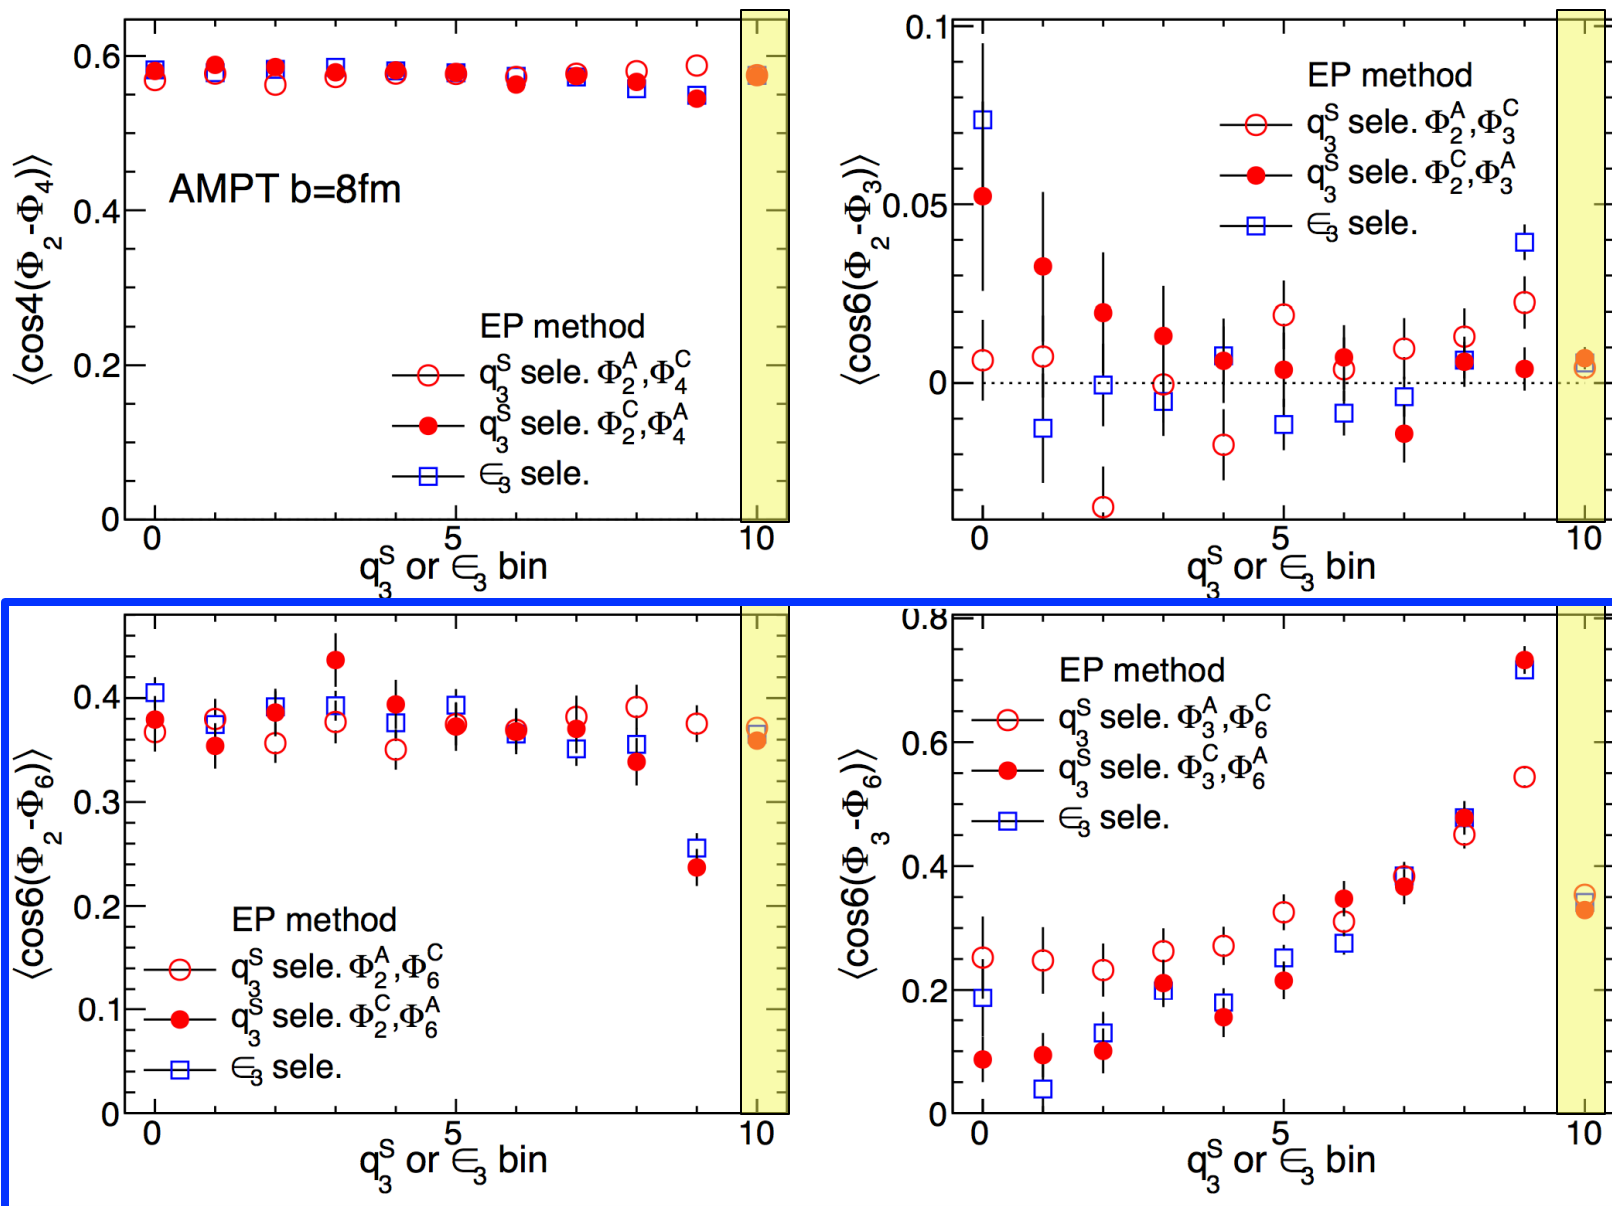 ⟨cos4(Φ2-Φ4)⟩
0.6
0.4
0.2
0
AMPT b=8fm
EP method
q3S sele. Φ2A,Φ4C
q3S sele. Φ2C,Φ4A
∈3 sele.
0 5 10
q3S or ∈3 bin
⟨cos6(Φ2-Φ3)⟩
0.1
0.05
0
EP method
q3S sele. Φ2A,Φ3C
q3S sele. Φ2C,Φ3A
∈3 sele.
0 5 10
q3S or ∈3 bin
⟨cos6(Φ2-Φ6)⟩
0.4
0.3
0.2
0.1
0
EP method
q3S sele. Φ2A,Φ6C
q3S sele. Φ2C,Φ6A
∈3 sele.
0 5 10
q3S or ∈3 bin
⟨cos6(Φ3-Φ6)⟩
0.8
0.6
0.4
0.2
0
EP method
q3S sele. Φ3A,Φ6C
q3S sele. Φ3C,Φ6A
∈3 sele.
0 5 10
q3S or ∈3 bin